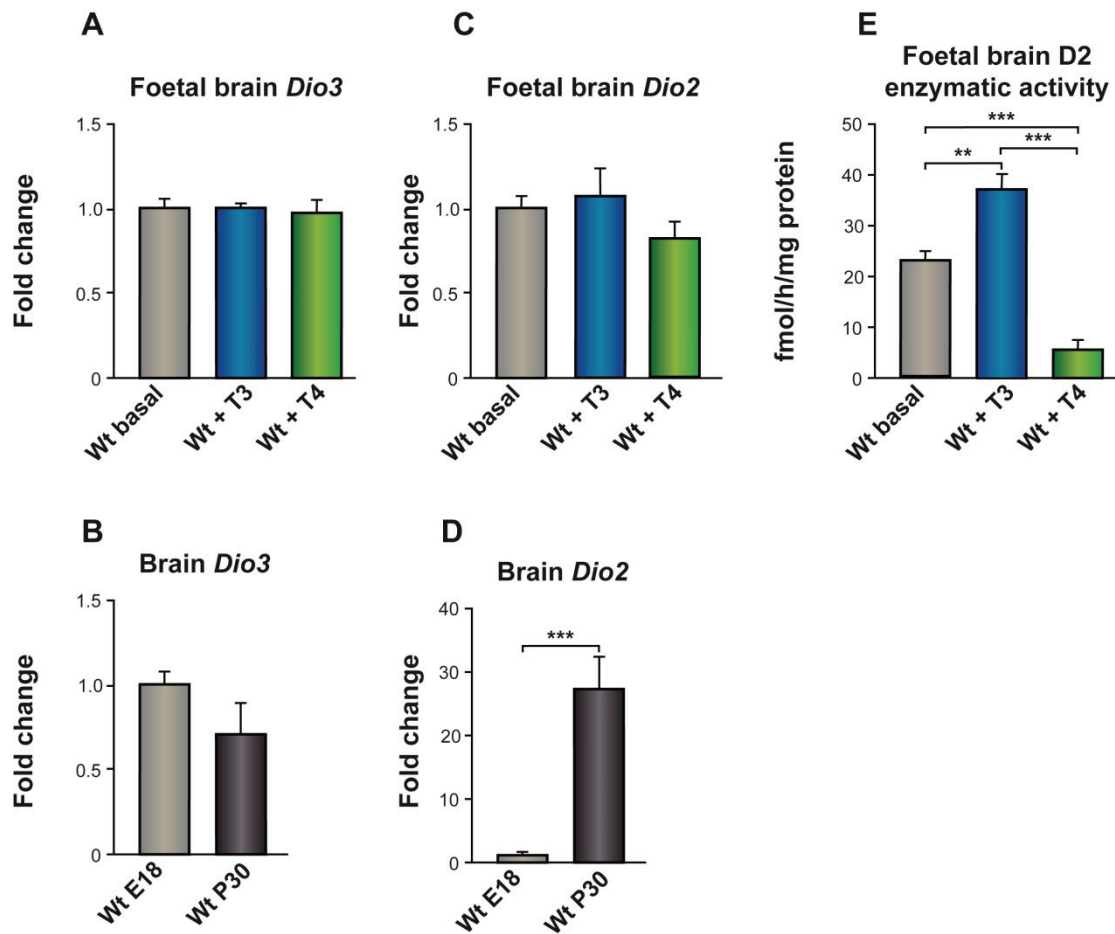 A
Foetal brain Dio3
Fold change
1.5
1.0
0.5
0
Wt basal
Wt + T3
Wt + T4
C
Foetal brain Dio2
Fold change
1.5
1.0
0.5
0
Wt basal
Wt + T3
Wt + T4
E
Foetal brain D2
enzymatic activity
fmol/h/mg protein
50
40
30
20
10
0
***
**
***
Wt basal
Wt + T3
Wt + T4
B
Brain Dio3
Fold change
1.5
1.0
0.5
0
Wt E18
Wt P30
D
Brain Dio2
Fold change
40
30
20
10
0
***
Wt E18
Wt P30